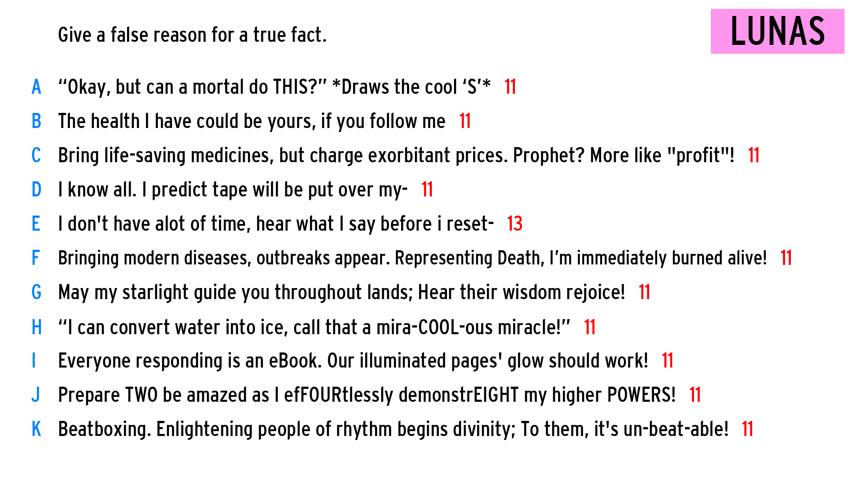 Give a false reason for a true fact.
LUNAS
A “Okay, but can a mortal do THIS?” *Draws the cool ‘S’* 11
B The health I have could be yours, if you follow me 11
C Bring life-saving medicines, but charge exorbitant prices. Prophet? More like "profit"! 11
D I know all. I predict tape will be put over my- 11
E I don't have alot of time, hear what I say before i reset- 13
F Bringing modern diseases, outbreaks appear. Representing Death, I’m immediately burned alive! 11
G May my starlight guide you throughout lands; Hear their wisdom rejoice! 11
H “I can convert water into ice, call that a mira-COOL-ous miracle!” 11
I Everyone responding is an eBook. Our illuminated pages' glow should work! 11
J Prepare TWO be amazed as I efFOURtlessly demonstrEIGHT my higher POWERS! 11
K Beatboxing. Enlightening people of rhythm begins divinity; To them, it's un-beat-able! 11